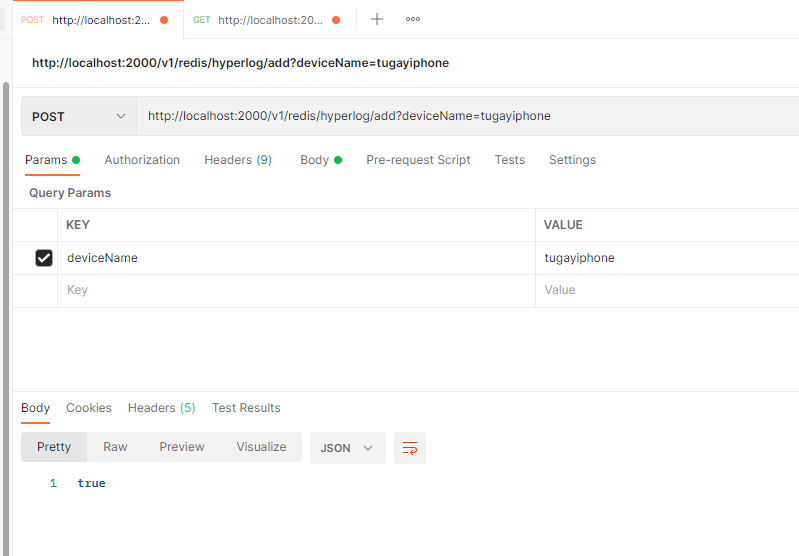 POST http://localhost:2... GET http://localhost:20...
http://localhost:2000/v1/redis/hyperlog/add?deviceName=tugayiphone
POST http://localhost:2000/v1/redis/hyperlog/add?deviceName=tugayiphone
Params Authorization Headers (9) Body Pre-request Script Tests Settings
Query Params
KEY VALUE
deviceName tugayiphone
Key Value
Body Cookies Headers (5) Test Results
Pretty Raw Preview Visualize JSON
1 true